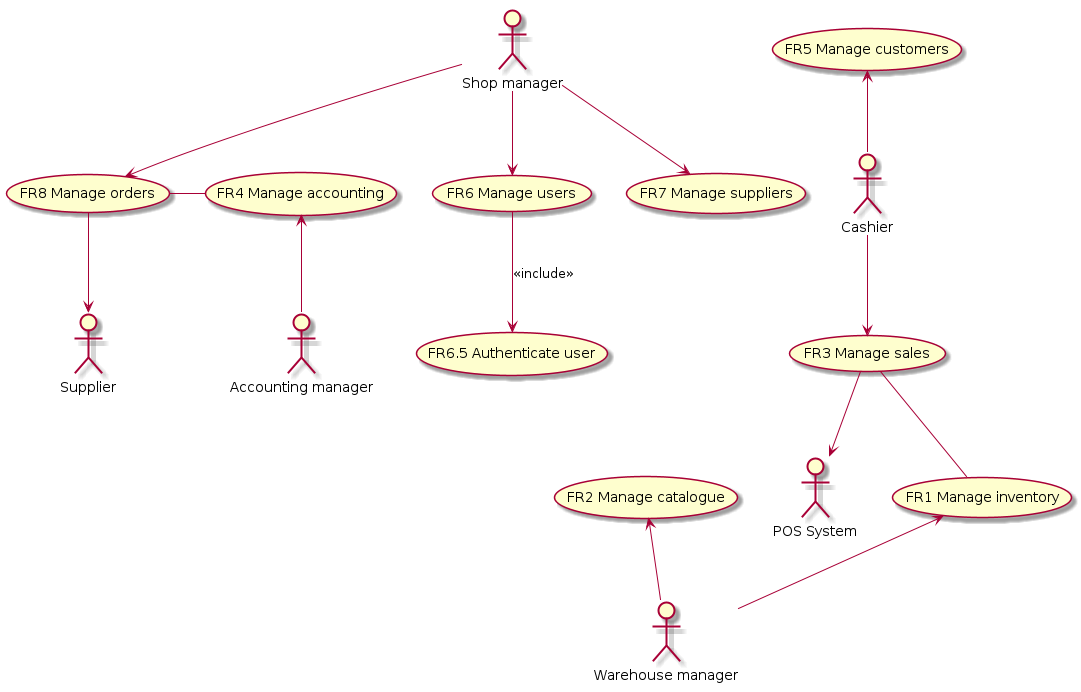 Shop manager
FR5 Manage customers
FR8 Manage orders
FR4 Manage accounting
FR6 Manage users
FR7 Manage suppliers
Cashier
«include»
FR6.5 Authenticate user
FR3 Manage sales
Supplier
Accounting manager
FR2 Manage catalogue
FR1 Manage inventory
POS System
Warehouse manager